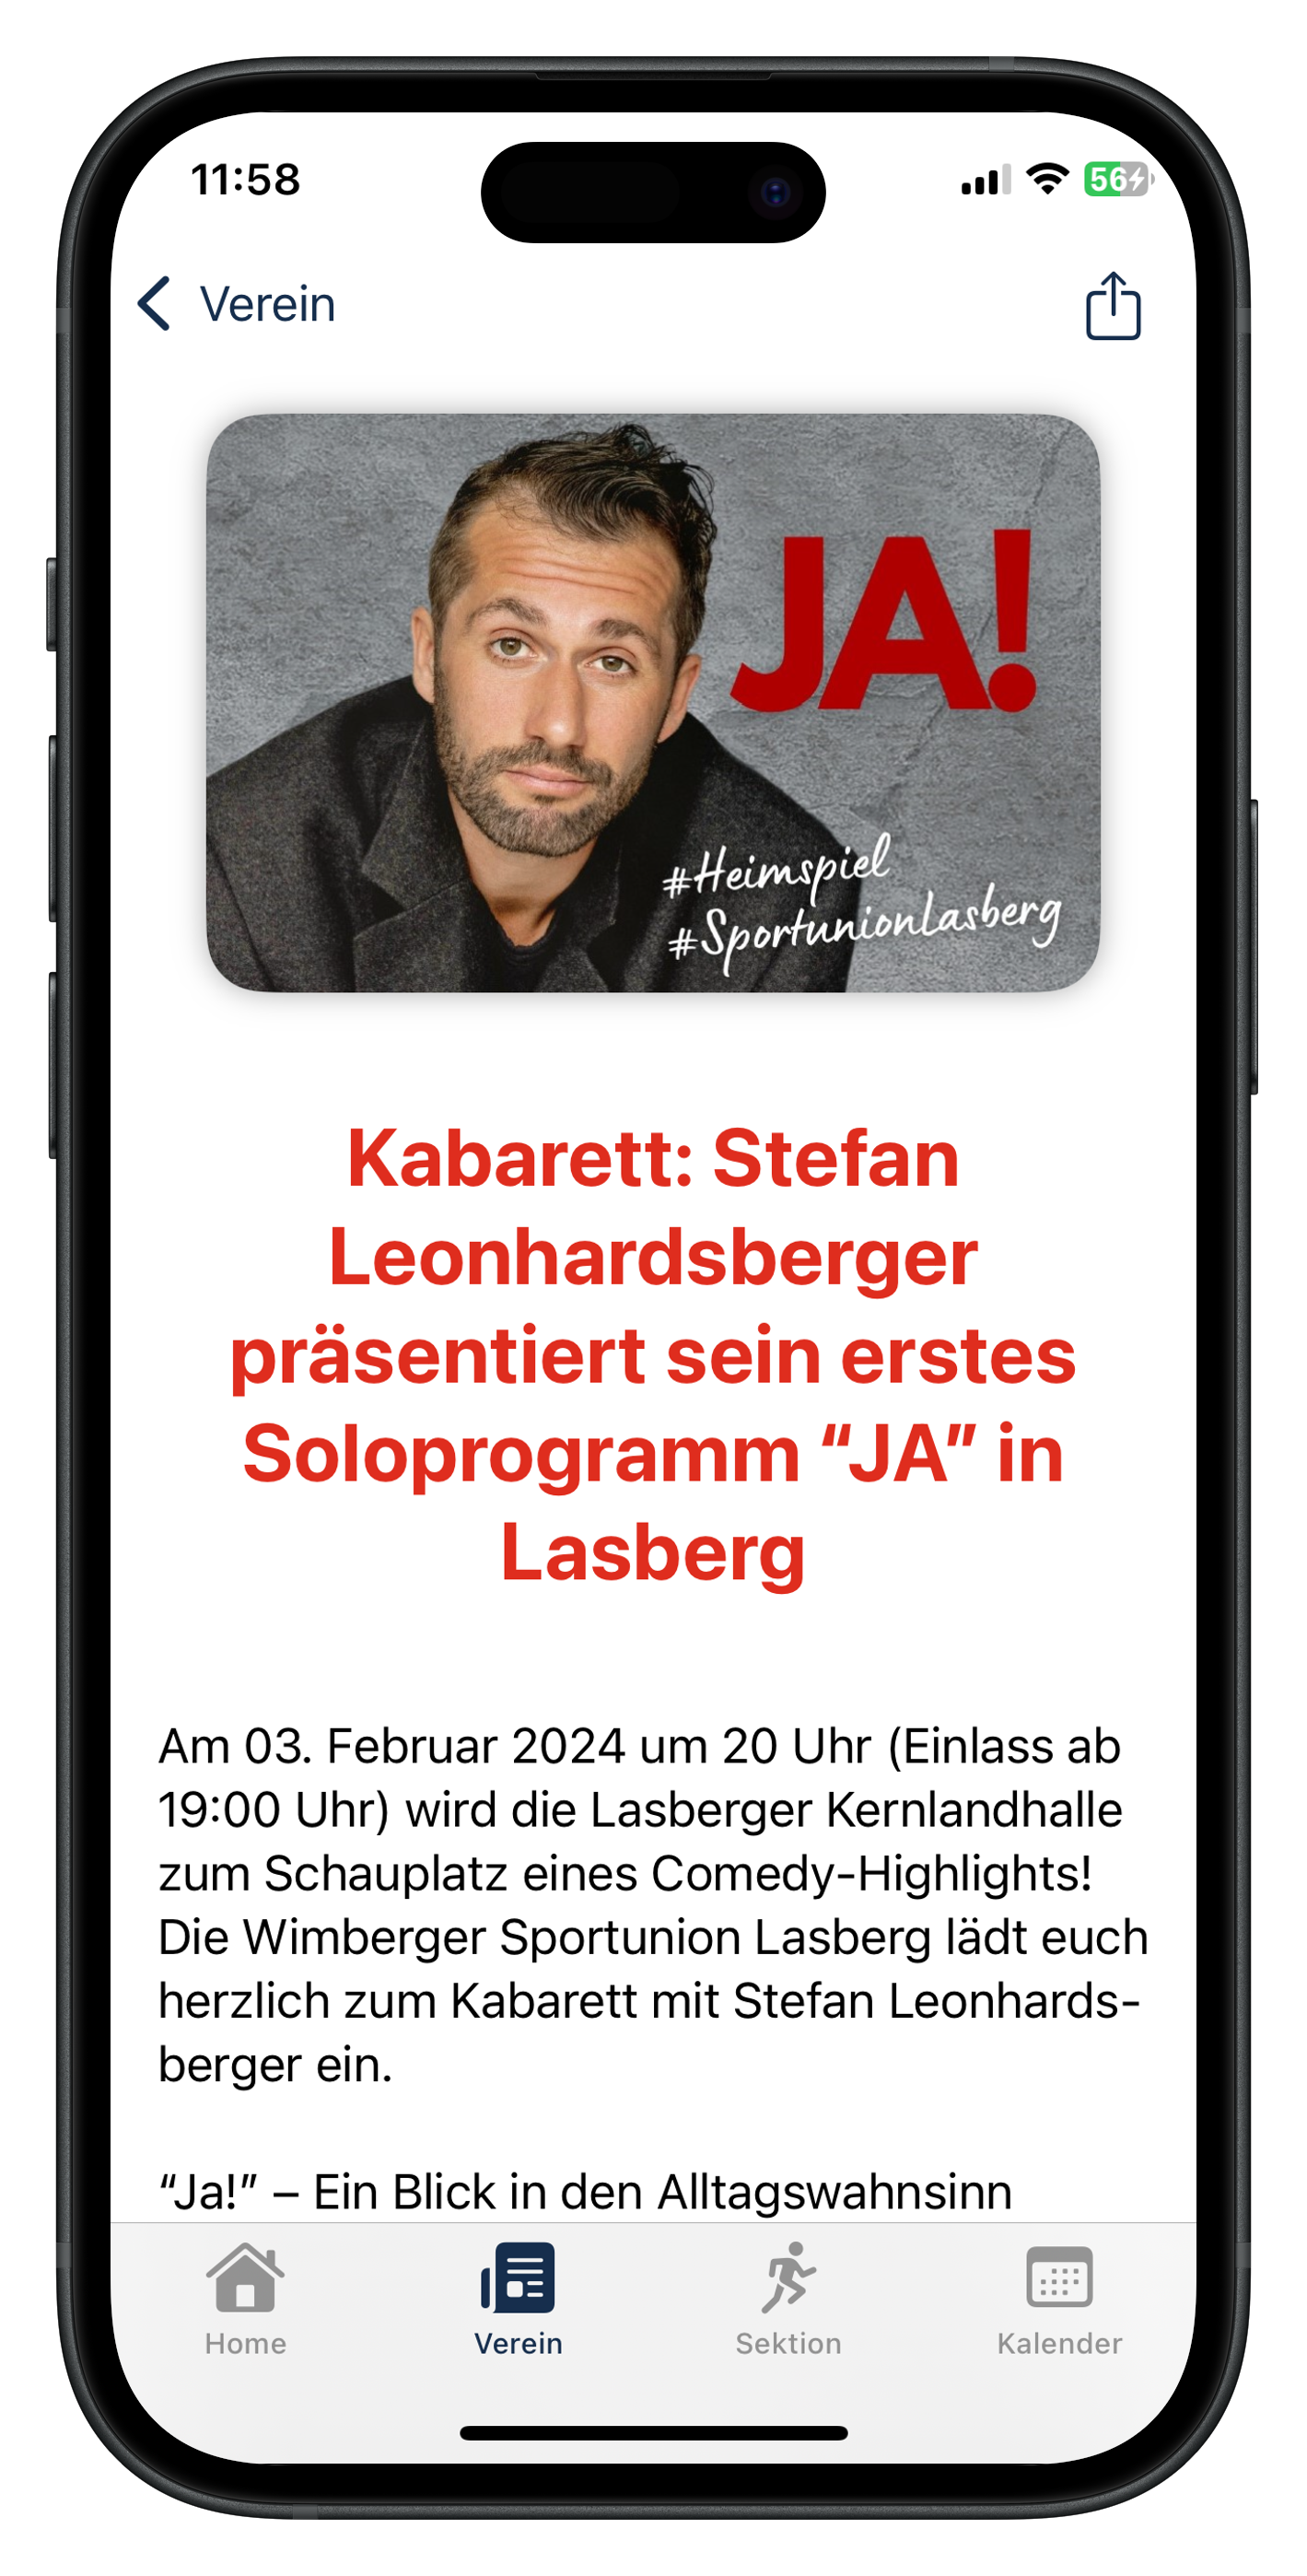 11:58
56
Verein
JA!
#Heimspiel
#SportunionLasberg
Kabarett: Stefan
Leonhardsberger
präsentiert sein erstes
Soloprogramm “JA” in
Lasberg
Am 03. Februar 2024 um 20 Uhr (Einlass ab
19:00 Uhr) wird die Lasberger Kernlandhalle
zum Schauplatz eines Comedy-Highlights!
Die Wimberger Sportunion Lasberg lädt euch
herzlich zum Kabarett mit Stefan Leonhards-
berger ein.
“Ja!” – Ein Blick in den Alltagswahnsinn
Home
Verein
Sektion
Kalender